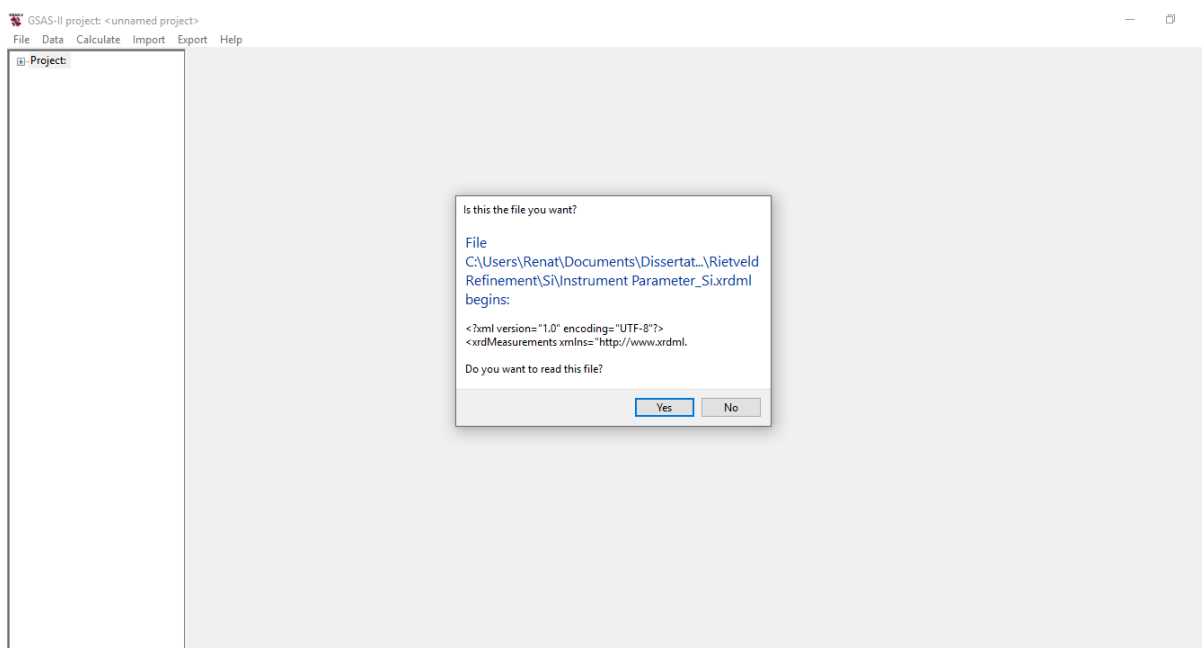 GSAS-II project: <unnamed project>
File Data Calculate Import Export Help
Project:
Is this the file you want?
File
C:\Users\Renat\Documents\Dissertat...\Rietveld
Refinement\Si\Instrument Parameter_Si.xrdml
begins:
<?xml version="1.0" encoding="UTF-8"?>
<xrdMeasurements xmlns="http://www.xrdml.
Do you want to read this file?
Yes No